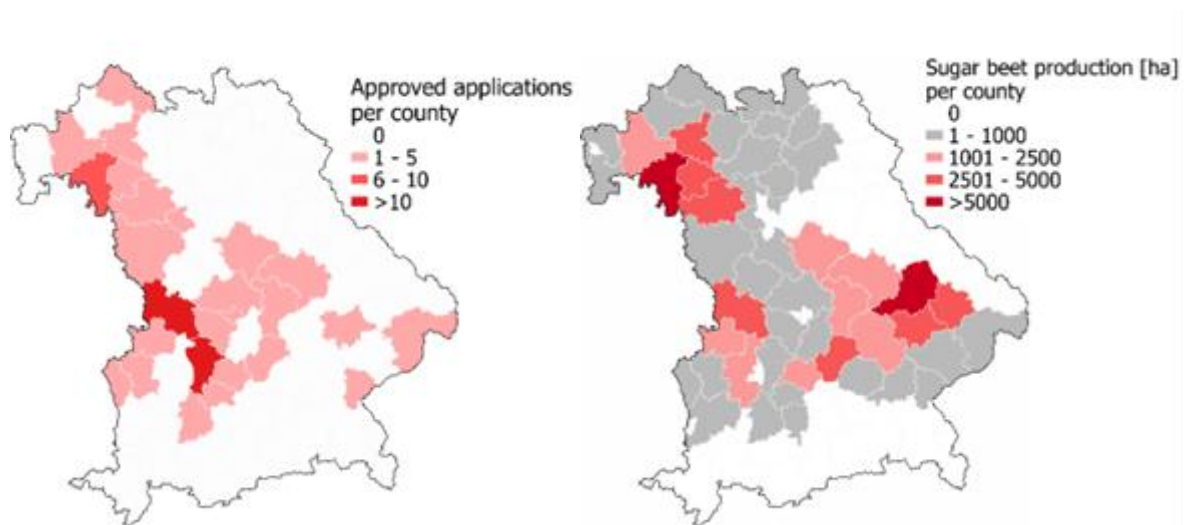 Approved applications
per county
0
1 - 5
6 - 10
>10
Sugar beet production [ha]
per county
0
1 - 1000
1001 - 2500
2501 - 5000
>5000